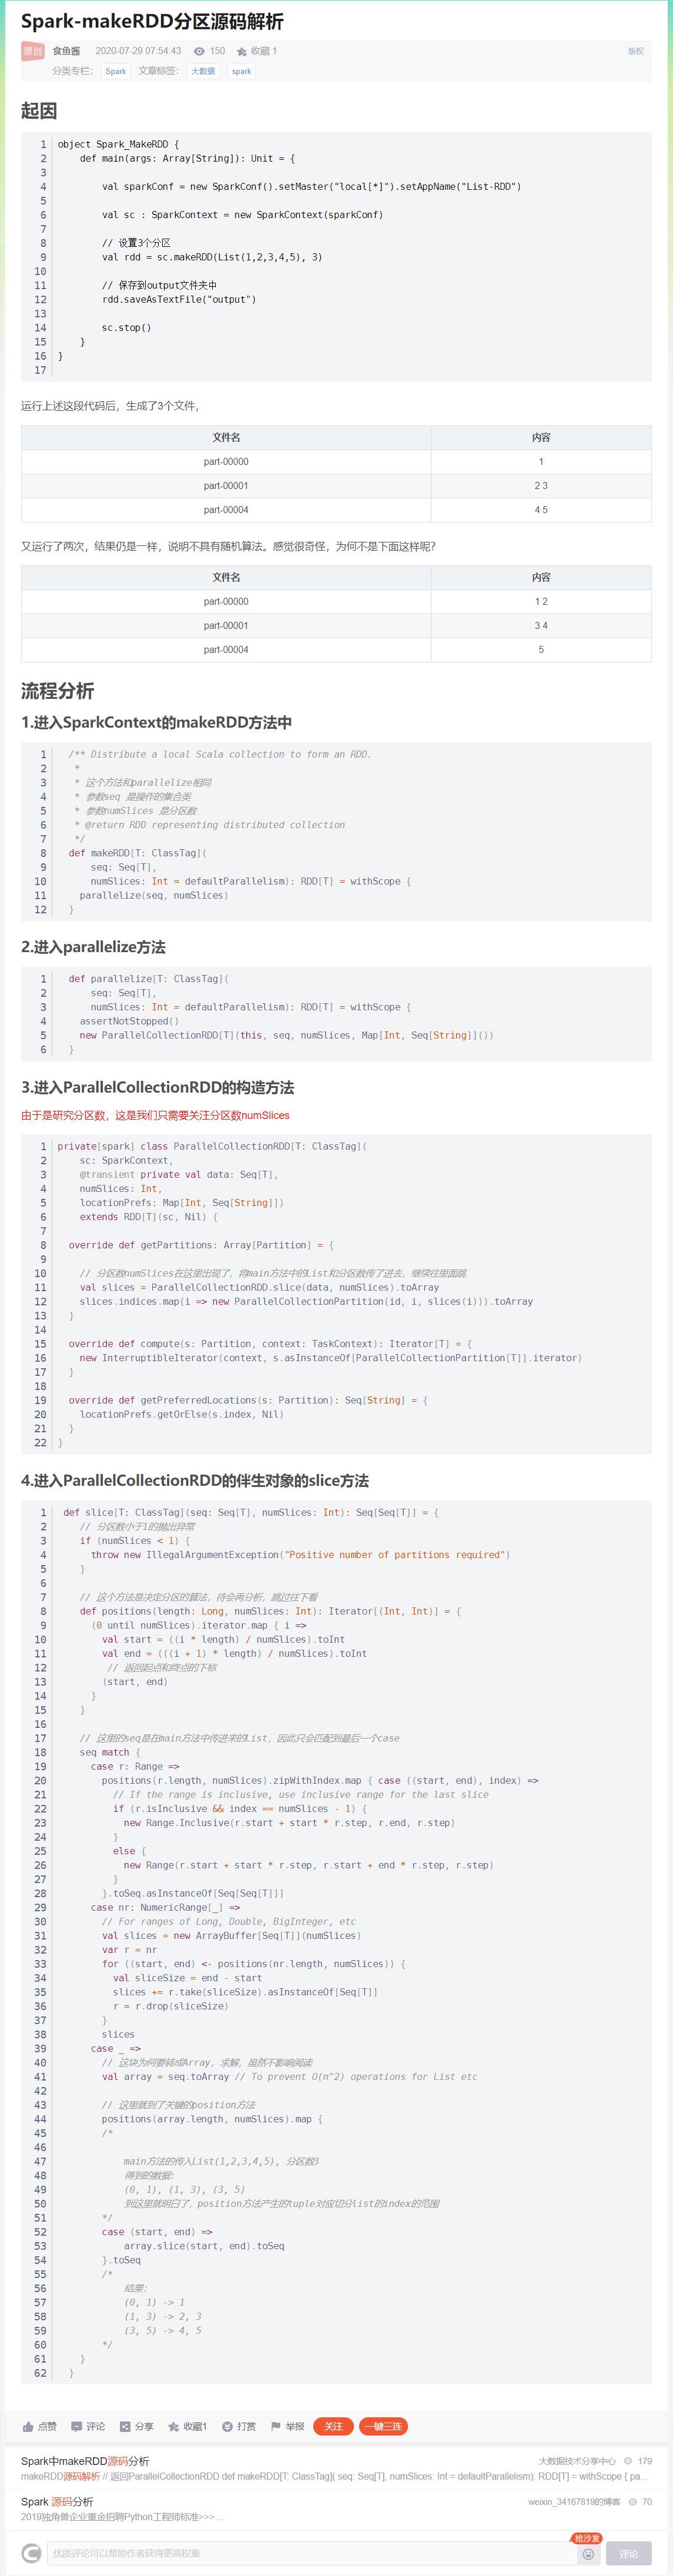 Spark-makeRDD分区源码解析
原创 食鱼酱 2020-07-29 07:54:43 150 收藏 1 版权
分类专栏： Spark 文章标签： 大数据 spark
起因
1 object Spark_MakeRDD {
2 def main(args: Array[String]): Unit = {
3
4 val sparkConf = new SparkConf().setMaster("local[*]").setAppName("List-RDD")
5
6 val sc : SparkContext = new SparkContext(sparkConf)
7
8 // 设置3个分区
9 val rdd = sc.makeRDD(List(1,2,3,4,5), 3)
10
11 // 保存到output文件夹中
12 rdd.saveAsTextFile("output")
13
14 sc.stop()
15 }
16 }
17
运行上述这段代码后，生成了3个文件，
文件名 内容
part-00000 1
part-00001 2 3
part-00004 4 5
又运行了两次，结果仍是一样，说明不具有随机算法。感觉很奇怪，为何不是下面这样呢？
文件名 内容
part-00000 1 2
part-00001 3 4
part-00004 5
流程分析
1.进入SparkContext的makeRDD方法中
1 /** Distribute a local Scala collection to form an RDD.
2 *
3 * 这个方法和parallelize相同
4 * 参数seq 是操作的集合类
5 * 参数numSlices 是分区数
6 * @return RDD representing distributed collection
7 */
8 def makeRDD[T: ClassTag](
9 seq: Seq[T],
10 numSlices: Int = defaultParallelism): RDD[T] = withScope {
11 parallelize(seq, numSlices)
12 }
2.进入parallelize方法
1 def parallelize[T: ClassTag](
2 seq: Seq[T],
3 numSlices: Int = defaultParallelism): RDD[T] = withScope {
4 assertNotStopped()
5 new ParallelCollectionRDD[T](this, seq, numSlices, Map[Int, Seq[String]]())
6 }
3.进入ParallelCollectionRDD的构造方法
由于是研究分区数，这是我们只需要关注分区数numSlices
1 private[spark] class ParallelCollectionRDD[T: ClassTag](
2 sc: SparkContext,
3 @transient private val data: Seq[T],
4 numSlices: Int,
5 locationPrefs: Map[Int, Seq[String]])
6 extends RDD[T](sc, Nil) {
7
8 override def getPartitions: Array[Partition] = {
9
10 // 分区数numSlices在这里出现了，将main方法中的List和分区数传了进去，继续往里面跳
11 val slices = ParallelCollectionRDD.slice(data, numSlices).toArray
12 slices.indices.map(i => new ParallelCollectionPartition(id, i, slices(i))).toArray
13 }
14
15 override def compute(s: Partition, context: TaskContext): Iterator[T] = {
16 new InterruptibleIterator(context, s.asInstanceOf[ParallelCollectionPartition[T]].iterator)
17 }
18
19 override def getPreferredLocations(s: Partition): Seq[String] = {
20 locationPrefs.getOrElse(s.index, Nil)
21 }
22 }
4.进入ParallelCollectionRDD的伴生对象的slice方法
1 def slice[T: ClassTag](seq: Seq[T], numSlices: Int): Seq[Seq[T]] = {
2 // 分区数小于1的抛出异常
3 if (numSlices < 1) {
4 throw new IllegalArgumentException("Positive number of partitions required")
5 }
6
7 // 这个方法是决定分区的算法，待会再分析，跳过往下看
8 def positions(length: Long, numSlices: Int): Iterator[(Int, Int)] = {
9 (0 until numSlices).iterator.map { i =>
10 val start = ((i * length) / numSlices).toInt
11 val end = (((i + 1) * length) / numSlices).toInt
12 // 返回起点和终点的下标
13 (start, end)
14 }
15 }
16
17 // 这里的seq是在main方法中传进来的List，因此只会匹配到最后一个case
18 seq match {
19 case r: Range =>
20 positions(r.length, numSlices).zipWithIndex.map { case ((start, end), index) =>
21 // If the range is inclusive, use inclusive range for the last slice
22 if (r.isInclusive && index == numSlices - 1) {
23 new Range.Inclusive(r.start + start * r.step, r.end, r.step)
24 }
25 else {
26 new Range(r.start + start * r.step, r.start + end * r.step, r.step)
27 }
28 }.toSeq.asInstanceOf[Seq[Seq[T]]]
29 case nr: NumericRange[_] =>
30 // For ranges of Long, Double, BigInteger, etc
31 val slices = new ArrayBuffer[Seq[T]](numSlices)
32 var r = nr
33 for ((start, end) <- positions(nr.length, numSlices)) {
34 val sliceSize = end - start
35 slices += r.take(sliceSize).asInstanceOf[Seq[T]]
36 r = r.drop(sliceSize)
37 }
38 slices
39 case _ =>
40 // 这块为何要转成Array，求解，虽然不影响阅读
41 val array = seq.toArray // To prevent O(n^2) operations for List etc
42
43 // 这里就到了关键的position方法
44 positions(array.length, numSlices).map {
45 /*
46
47 main方法的传入List(1,2,3,4,5), 分区数3
48 得到的数据:
49 (0, 1), (1, 3), (3, 5)
50 到这里就明白了，position方法产生的tuple对应切分list的index的范围
51 */
52 case (start, end) =>
53 array.slice(start, end).toSeq
54 }.toSeq
55 /*
56 结果:
57 (0, 1) -> 1
58 (1, 3) -> 2, 3
59 (3, 5) -> 4, 5
60 */
61 }
62 }
点赞 评论 分享 收藏1 打赏 举报 关注 一键三连
Spark中makeRDD源码分析 大数据技术分享中心 179
makeRDD源码解析 // 返回ParallelCollectionRDD def makeRDD[T: ClassTag]( seq: Seq[T], numSlices: Int = defaultParallelism): RDD[T] = withScope { pa...
Spark 源码分析 weixin_34167819的博客 70
2019独角兽企业重金招聘Python工程师标准>>> ...
抢沙发
优质评论可以帮助作者获得更高权重 评论